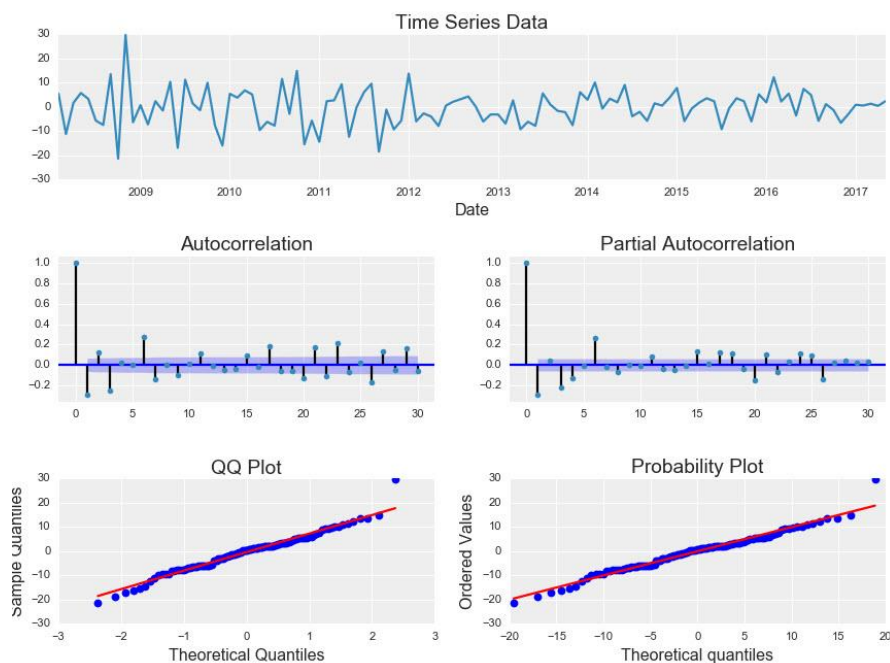 Time Series Data
30
20
10
0
−10
−20
−30
2009 2010 2011 2012 2013 2014 2015 2016 2017
Date
Autocorrelation Partial Autocorrelation
1.0 1.0
0.8 0.8
0.6 0.6
0.4 0.4
0.2 0.2
0.0 0.0
−0.2 −0.2
0 5 10 15 20 25 30 0 5 10 15 20 25 30
QQ Plot Probability Plot
30 30
20 20
10 10
0 0
−10 −10
−20 −20
−30 −30
Sample Quantiles Ordered Values
−3 −2 −1 0 1 2 3 −20 −15 −10 −5 0 5 10 15 20
Theoretical Quantiles Theoretical quantiles